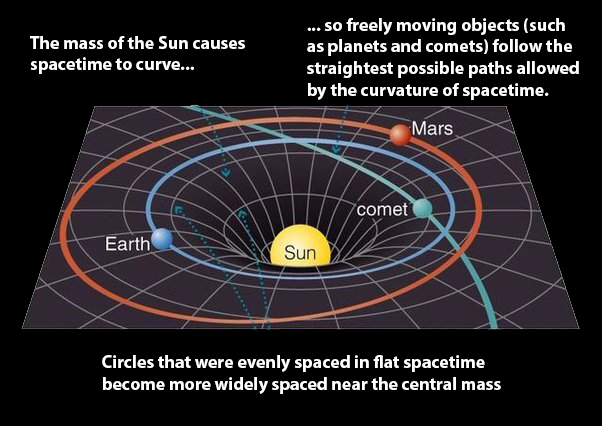 The mass of the Sun causes
spacetime to curve...
... so freely moving objects (such
as planets and comets) follow the
straightest possible paths allowed
by the curvature of spacetime.
Mars
comet
Earth
Sun
Circles that were evenly spaced in flat spacetime
become more widely spaced near the central mass